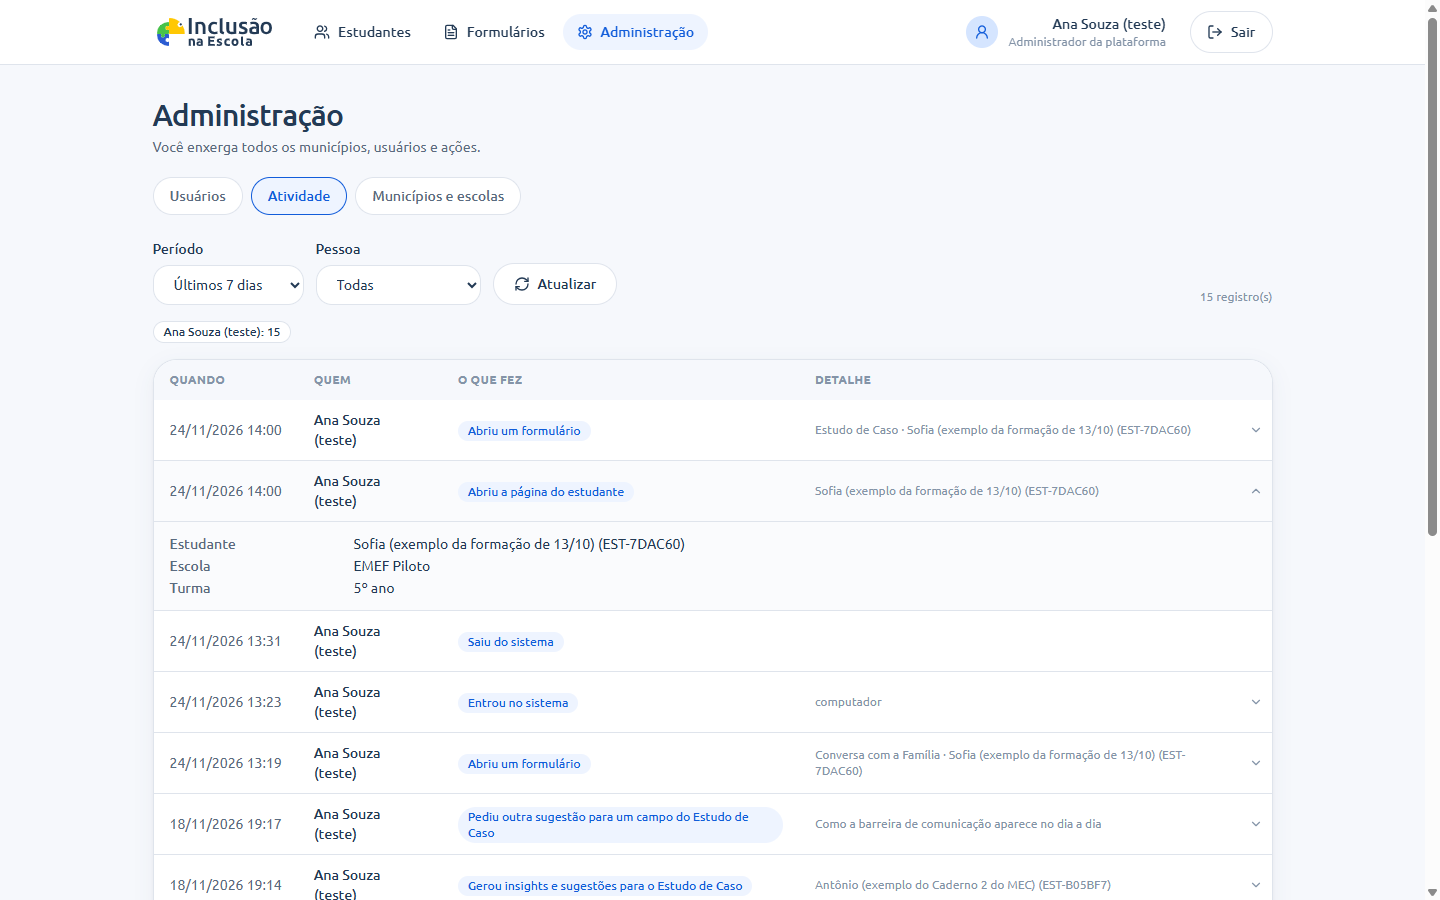 Inclusão
na Escola
Estudantes
Formulários
Administração
Ana Souza (teste)
Administrador da plataforma
Sair
Administração
Você enxerga todos os municípios, usuários e ações.
Usuários
Atividade
Municípios e escolas
Período
Pessoa
Últimos 7 dias
Todas
Atualizar
15 registro(s)
Ana Souza (teste): 15
QUANDO QUEM O QUE FEZ DETALHE
24/11/2026 14:00
Ana Souza
(teste)
Abriu um formulário
Estudo de Caso · Sofia (exemplo da formação de 13/10) (EST-7DAC60)
24/11/2026 14:00
Ana Souza
(teste)
Abriu a página do estudante
Sofia (exemplo da formação de 13/10) (EST-7DAC60)
Estudante Sofia (exemplo da formação de 13/10) (EST-7DAC60)
Escola EMEF Piloto
Turma 5º ano
24/11/2026 13:31
Ana Souza
(teste)
Saiu do sistema
24/11/2026 13:23
Ana Souza
(teste)
Entrou no sistema
computador
24/11/2026 13:19
Ana Souza
(teste)
Abriu um formulário
Conversa com a Família · Sofia (exemplo da formação de 13/10) (EST-
7DAC60)
18/11/2026 19:17
Ana Souza
(teste)
Pediu outra sugestão para um campo do Estudo de
Caso
Como a barreira de comunicação aparece no dia a dia
18/11/2026 19:14
Ana Souza
(teste)
Gerou insights e sugestões para o Estudo de Caso
Antônio (exemplo do Caderno 2 do MEC) (EST-B05BF7)